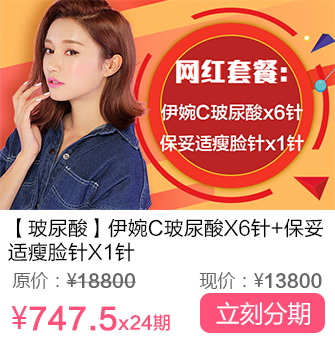 网红套餐:
伊婉C玻尿酸x6针
保妥适瘦脸针x1针
【玻尿酸】伊婉C玻尿酸X6针+保妥
适瘦脸针X1针
原价：¥18800 现价：¥13800
¥747.5x24期 立刻分期